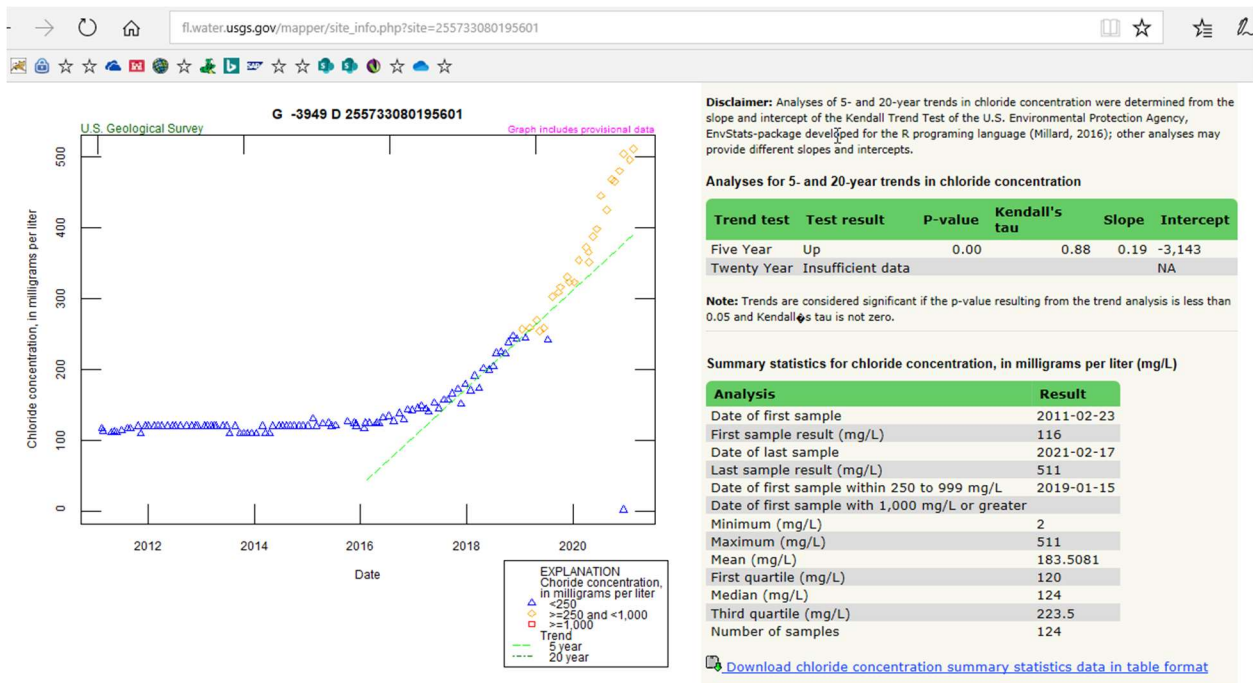 fl.water.usgs.gov/mapper/site_info.php?site=255733080195601
G -3949 D 255733080195601
U.S. Geological Survey
Graph includes provisional data
Chloride concentration, in milligrams per liter
500
400
300
200
100
0
2012 2014 2016 2018 2020
Date
EXPLANATION
Choride concentration,
in milligrams per liter
<250
>=250 and <1,000
>=1,000
Trend
5 year
20 year
Disclaimer: Analyses of 5- and 20-year trends in chloride concentration were determined from the
slope and intercept of the Kendall Trend Test of the U.S. Environmental Protection Agency,
EnvStats-package developed for the R programing language (Millard, 2016); other analyses may
provide different slopes and intercepts.
Analyses for 5- and 20-year trends in chloride concentration
Trend test Test result P-value Kendall's tau Slope Intercept
Five Year Up 0.00 0.88 0.19 -3,143
Twenty Year Insufficient data NA
Note: Trends are considered significant if the p-value resulting from the trend analysis is less than
0.05 and Kendall�s tau is not zero.
Summary statistics for chloride concentration, in milligrams per liter (mg/L)
Analysis Result
Date of first sample 2011-02-23
First sample result (mg/L) 116
Date of last sample 2021-02-17
Last sample result (mg/L) 511
Date of first sample within 250 to 999 mg/L 2019-01-15
Date of first sample with 1,000 mg/L or greater
Minimum (mg/L) 2
Maximum (mg/L) 511
Mean (mg/L) 183.5081
First quartile (mg/L) 120
Median (mg/L) 124
Third quartile (mg/L) 223.5
Number of samples 124
Download chloride concentration summary statistics data in table format